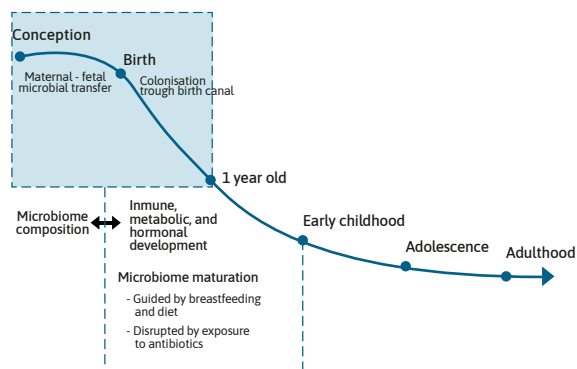 Conception
Birth
Maternal - fetal
microbial transfer
Colonisation
trough birth canal
1 year old
Microbiome
composition
Inmune,
metabolic, and
hormonal
development
Early childhood
Adolescence
Adulthood
Microbiome maturation
- Guided by breastfeeding
and diet
- Disrupted by exposure
to antibiotics